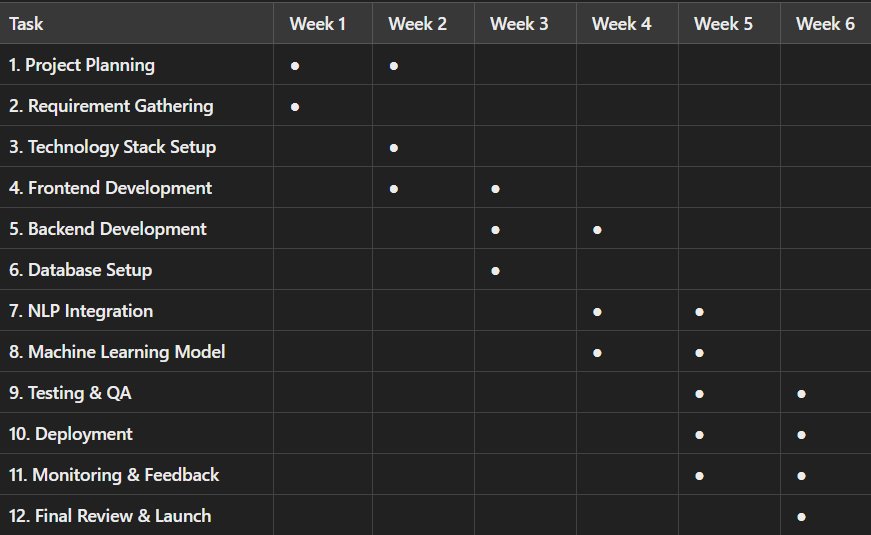 Task Week 1 Week 2 Week 3 Week 4 Week 5 Week 6
1. Project Planning ● ●
2. Requirement Gathering ●
3. Technology Stack Setup ●
4. Frontend Development ● ●
5. Backend Development ● ●
6. Database Setup ●
7. NLP Integration ● ●
8. Machine Learning Model ● ●
9. Testing & QA ● ●
10. Deployment ● ●
11. Monitoring & Feedback ● ●
12. Final Review & Launch ●